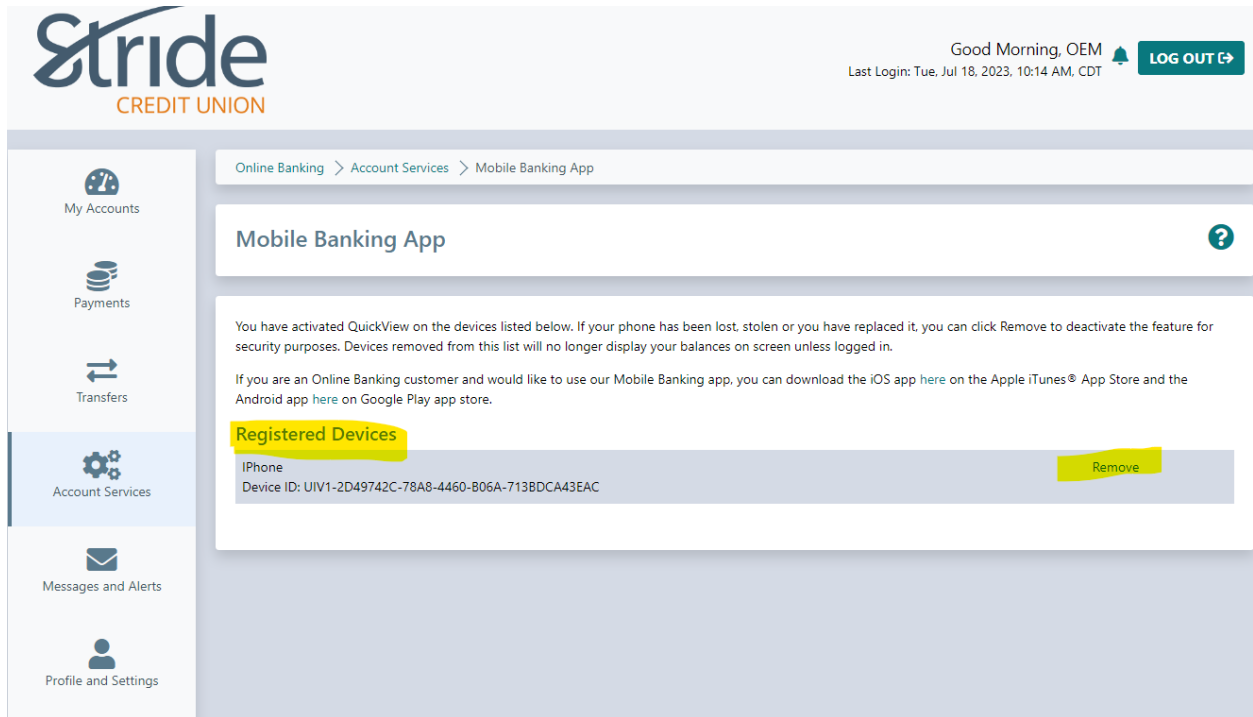 Stride
CREDIT UNION
Good Morning, OEM
Last Login: Tue, Jul 18, 2023, 10:14 AM, CDT
LOG OUT
My Accounts
Payments
Transfers
Account Services
Messages and Alerts
Profile and Settings
Online Banking > Account Services > Mobile Banking App
Mobile Banking App
?
You have activated QuickView on the devices listed below. If your phone has been lost, stolen or you have replaced it, you can click Remove to deactivate the feature for
security purposes. Devices removed from this list will no longer display your balances on screen unless logged in.
If you are an Online Banking customer and would like to use our Mobile Banking app, you can download the iOS app here on the Apple iTunes® App Store and the
Android app here on Google Play app store.
Registered Devices
IPhone
Remove
Device ID: UIV1-2D49742C-78A8-4460-B06A-713BDCA43EAC